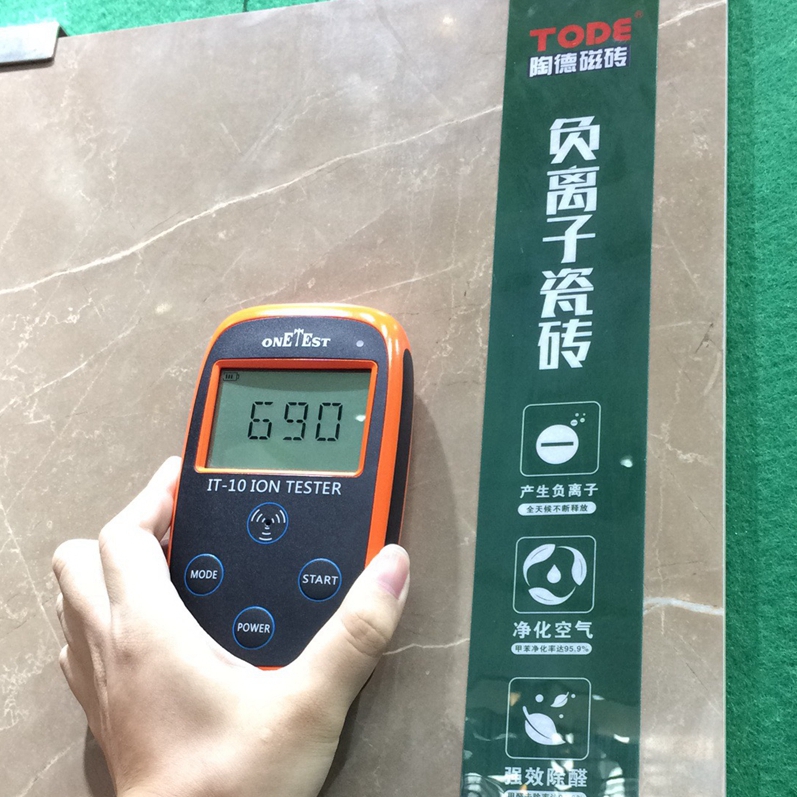 TODE
陶德磁砖
负离子瓷砖
产生负离子
全天候不断释放
净化空气
甲苯净化率达95.9%
强效除醛
ONETEST
690
IT-10 ION TESTER
MODE
START
POWER